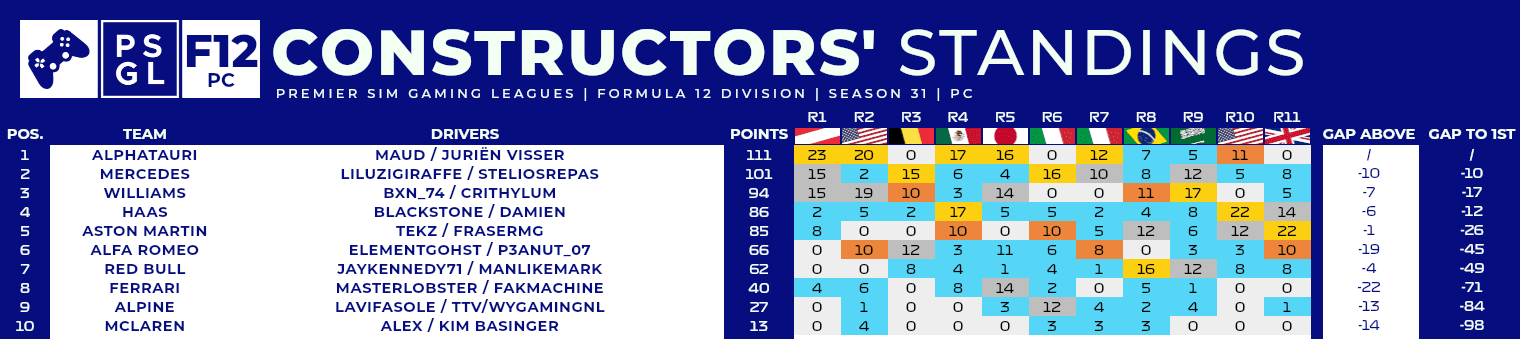 PS
GL
F12
PC
CONSTRUCTORS' STANDINGS
PREMIER SIM GAMING LEAGUES | FORMULA 12 DIVISION | SEASON 31 | PC
R1 R2 R3 R4 R5 R6 R7 R8 R9 R10 R11
POS. TEAM DRIVERS POINTS GAP ABOVE GAP TO 1ST
1 ALPHATAURI MAUD / JURIËN VISSER 111 23 20 0 17 16 0 12 7 5 11 0 / /
2 MERCEDES LILUZIGIRAFFE / STELIOSREPAS 101 15 2 15 6 4 16 10 8 12 5 8 -10 -10
3 WILLIAMS BXN_74 / CRITHYLUM 94 15 19 10 3 14 0 0 11 17 0 5 -7 -17
4 HAAS BLACKSTONE / DAMIEN 86 2 5 2 17 5 5 2 4 8 22 14 -6 -12
5 ASTON MARTIN TEKZ / FRASERMG 85 8 0 0 10 0 10 5 12 6 12 22 -1 -26
6 ALFA ROMEO ELEMENTGOHST / P3ANUT_07 66 0 10 12 3 11 6 8 0 3 3 10 -19 -45
7 RED BULL JAYKENNEDY71 / MANLIKEMARK 62 0 0 8 4 1 4 1 16 12 8 8 -4 -49
8 FERRARI MASTERLOBSTER / FAKMACHINE 40 4 6 0 8 14 2 0 5 1 0 0 -22 -71
9 ALPINE LAVIFASOLE / TTV/WYGAMINGNL 27 0 1 0 0 3 12 4 2 4 0 1 -13 -84
10 MCLAREN ALEX / KIM BASINGER 13 0 4 0 0 0 3 3 3 0 0 0 -14 -98